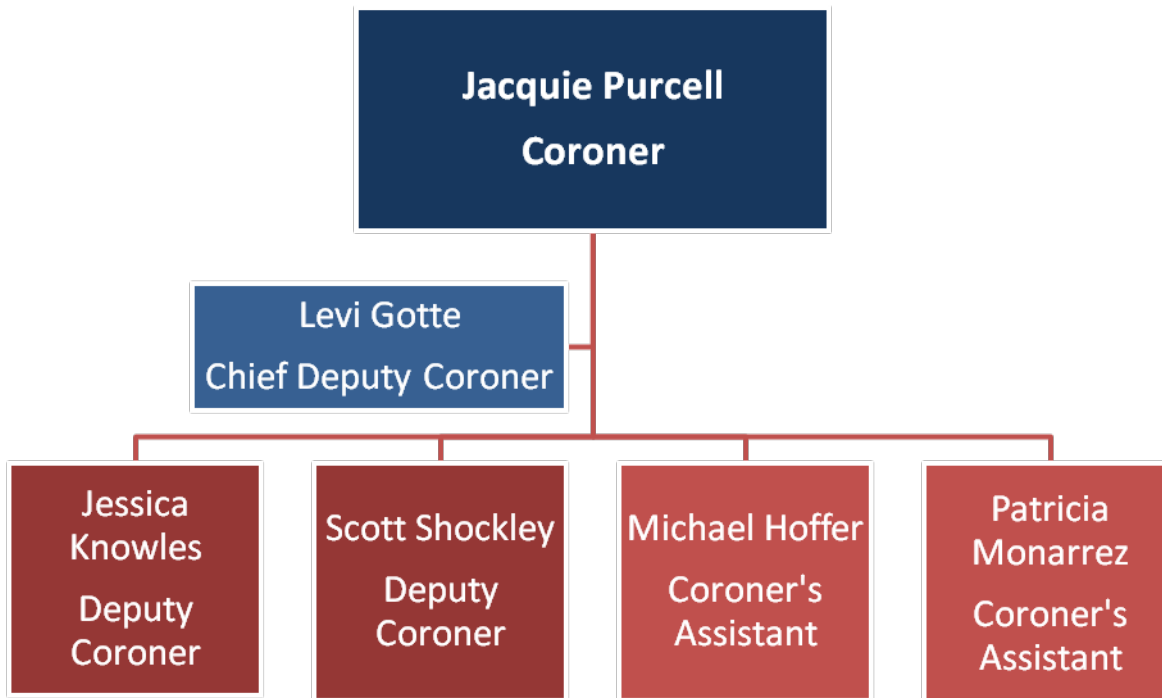 Jacquie Purcell
Coroner
Levi Gotte
Chief Deputy Coroner
Jessica
Knowles
Deputy
Coroner
Scott Shockley
Deputy
Coroner
Michael Hoffer
Coroner's
Assistant
Patricia
Monarrez
Coroner's
Assistant